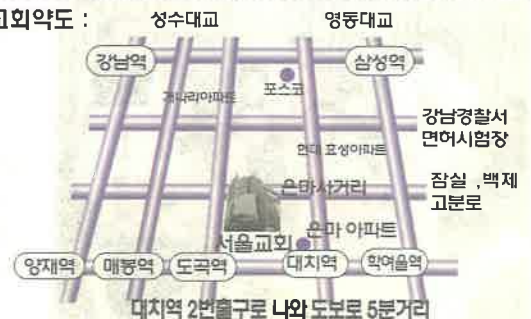 회약도 :
성수대교
영동대교
강남역
삼성역
포스코
개나리아파트
강남경찰서
면허시험장
현대 효성아파트
은마사거리
잠실 ,백제
고분로
서울교회
은마 아파트
양재역
매봉역
도곡역
대치역
학여울역
대치역 2번출구로 나와 도보로 5분거리